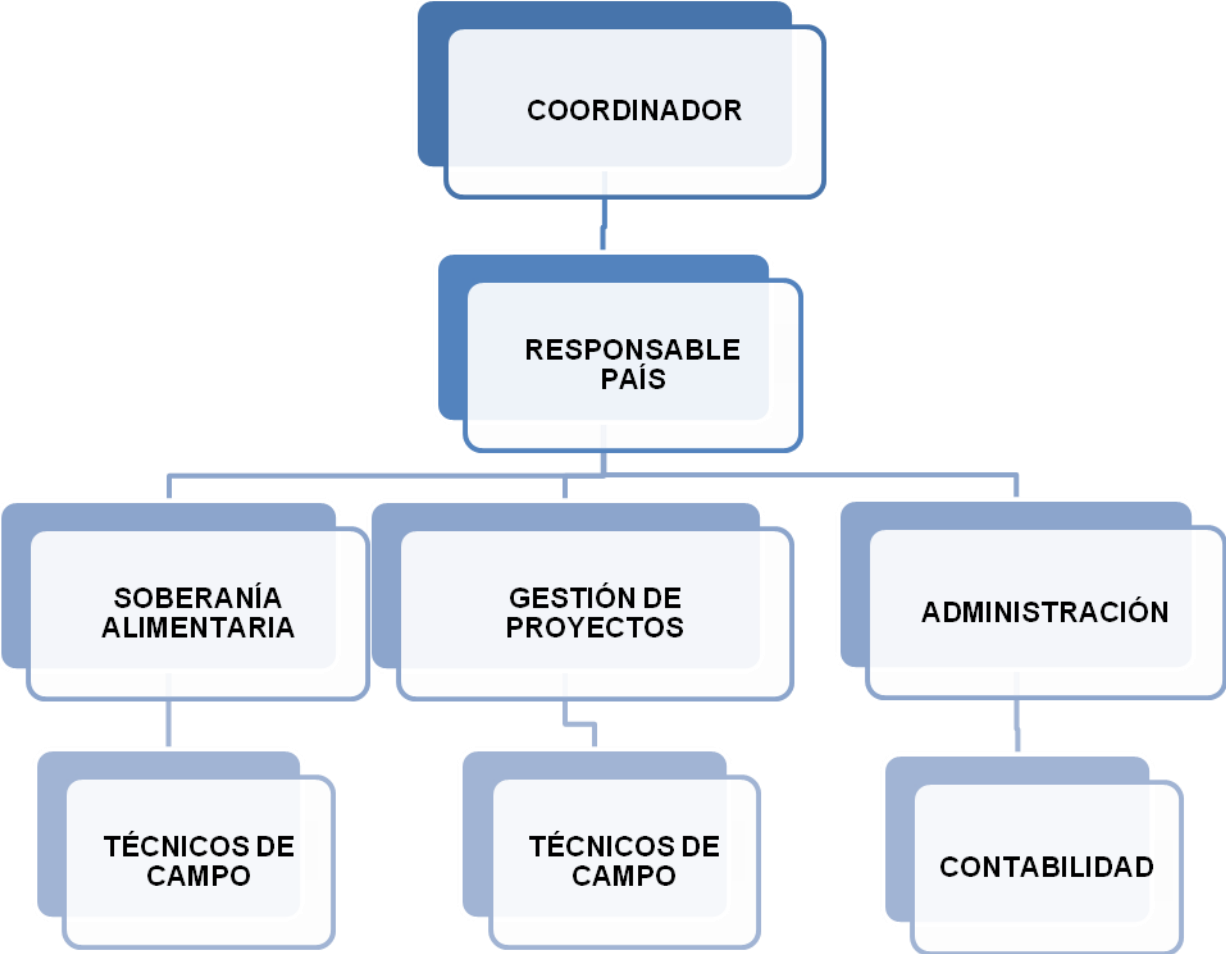 COORDINADOR
RESPONSABLE
PAÍS
SOBERANÍA
ALIMENTARIA
GESTIÓN DE
PROYECTOS
ADMINISTRACIÓN
TÉCNICOS DE
CAMPO
TÉCNICOS DE
CAMPO
CONTABILIDAD